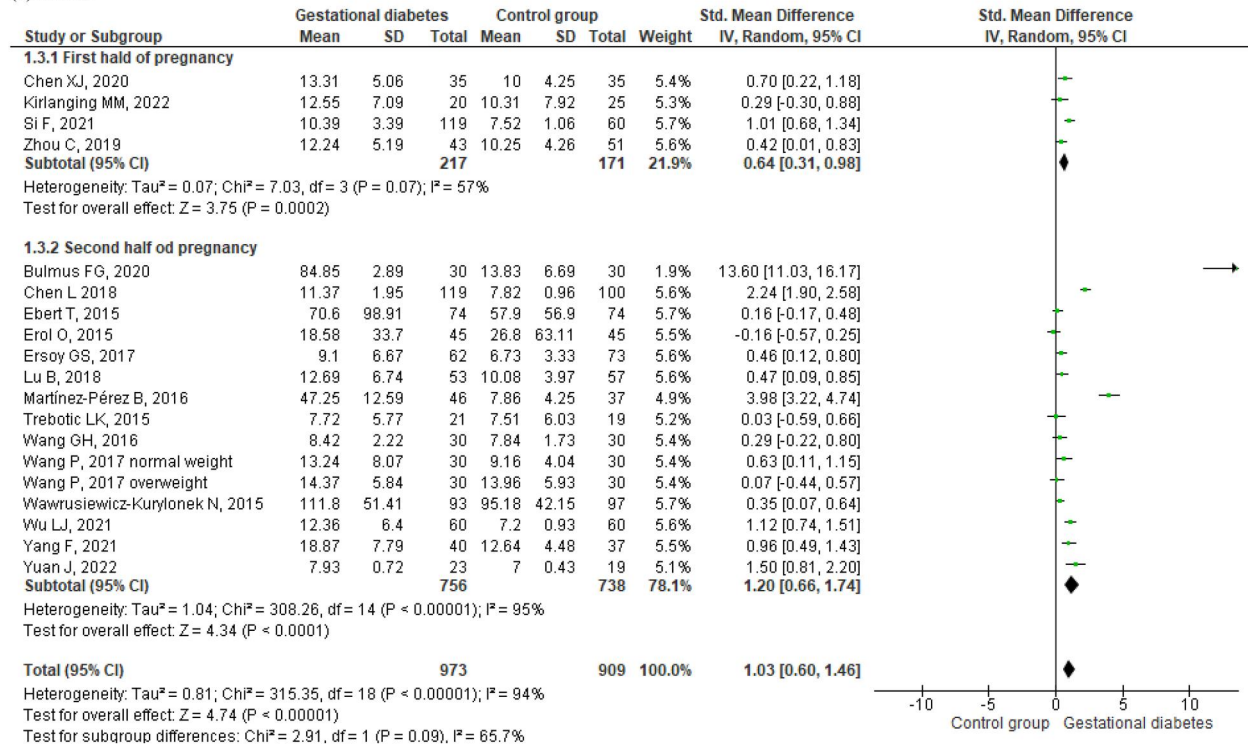 Gestational diabetes Control group Std. Mean Difference Std. Mean Difference
Study or Subgroup Mean SD Total Mean SD Total Weight IV, Random, 95% CI IV, Random, 95% CI
1.3.1 First hald of pregnancy
Chen XJ, 2020 13.31 5.06 35 10 4.25 35 5.4% 0.70 [0.22, 1.18]
Kirlanging MM, 2022 12.55 7.09 20 10.31 7.92 25 5.3% 0.29 [-0.30, 0.88]
Si F, 2021 10.39 3.39 119 7.52 1.06 60 5.7% 1.01 [0.68, 1.34]
Zhou C, 2019 12.24 5.19 43 10.25 4.26 51 5.6% 0.42 [0.01, 0.83]
Subtotal (95% CI) 217 171 21.9% 0.64 [0.31, 0.98]
Heterogeneity: Tau² = 0.07; Chi² = 7.03, df = 3 (P = 0.07); I² = 57%
Test for overall effect: Z = 3.75 (P = 0.0002)
1.3.2 Second half od pregnancy
Bulmus FG, 2020 84.85 2.89 30 13.83 6.69 30 1.9% 13.60 [11.03, 16.17]
Chen L 2018 11.37 1.95 119 7.82 0.96 100 5.6% 2.24 [1.90, 2.58]
Ebert T, 2015 70.6 98.91 74 57.9 56.9 74 5.7% 0.16 [-0.17, 0.48]
Erol O, 2015 18.58 33.7 45 26.8 63.11 45 5.5% -0.16 [-0.57, 0.25]
Ersoy GS, 2017 9.1 6.67 62 6.73 3.33 73 5.6% 0.46 [0.12, 0.80]
Lu B, 2018 12.69 6.74 53 10.08 3.97 57 5.6% 0.47 [0.09, 0.85]
Martínez-Pérez B, 2016 47.25 12.59 46 7.86 4.25 37 4.9% 3.98 [3.22, 4.74]
Trebotic LK, 2015 7.72 5.77 21 7.51 6.03 19 5.2% 0.03 [-0.59, 0.66]
Wang GH, 2016 8.42 2.22 30 7.84 1.73 30 5.4% 0.29 [-0.22, 0.80]
Wang P, 2017 normal weight 13.24 8.07 30 9.16 4.04 30 5.4% 0.63 [0.11, 1.15]
Wang P, 2017 overweight 14.37 5.84 30 13.96 5.93 30 5.4% 0.07 [-0.44, 0.57]
Wawrusiewicz-Kurylonek N, 2015 111.8 51.41 93 95.18 42.15 97 5.7% 0.35 [0.07, 0.64]
Wu LJ, 2021 12.36 6.4 60 7.2 0.93 60 5.6% 1.12 [0.74, 1.51]
Yang F, 2021 18.87 7.79 40 12.64 4.48 37 5.5% 0.96 [0.49, 1.43]
Yuan J, 2022 7.93 0.72 23 7 0.43 19 5.1% 1.50 [0.81, 2.20]
Subtotal (95% CI) 756 738 78.1% 1.20 [0.66, 1.74]
Heterogeneity: Tau² = 1.04; Chi² = 308.26, df = 14 (P < 0.00001); I² = 95%
Test for overall effect: Z = 4.34 (P < 0.0001)
Total (95% CI) 973 909 100.0% 1.03 [0.60, 1.46]
Heterogeneity: Tau² = 0.81; Chi² = 315.35, df = 18 (P < 0.00001); I² = 94%
Test for overall effect: Z = 4.74 (P < 0.00001)
Test for subgroup differences: Chi² = 2.91, df = 1 (P = 0.09), I² = 65.7%
-10 -5 0 5 10
Control group Gestational diabetes